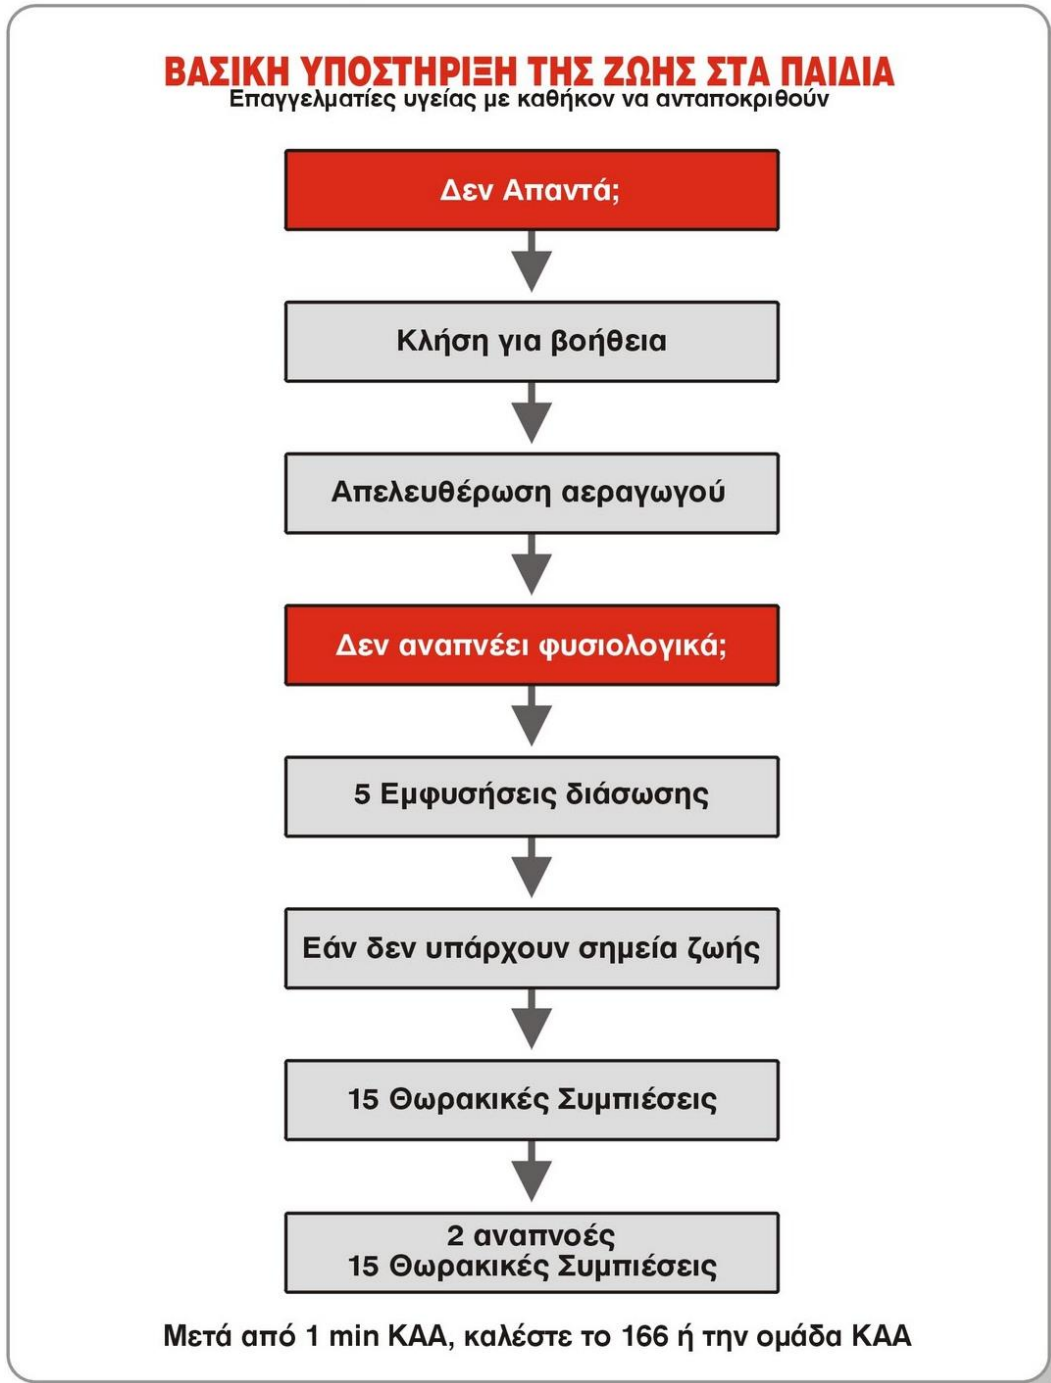 ΒΑΣΙΚΗ ΥΠΟΣΤΗΡΙΞΗ ΤΗΣ ΖΩΗΣ ΣΤΑ ΠΑΙΔΙΑ
Επαγγελματίες υγείας με καθήκον να ανταποκριθούν
Δεν Απαντά;
Κλήση για βοήθεια
Απελευθέρωση αεραγωγού
Δεν αναπνέει φυσιολογικά;
5 Εμφυσήσεις διάσωσης
Εάν δεν υπάρχουν σημεία ζωής
15 Θωρακικές Συμπιέσεις
2 αναπνοές
15 Θωρακικές Συμπιέσεις
Μετά από 1 min ΚΑΑ, καλέστε το 166 ή την ομάδα ΚΑΑ